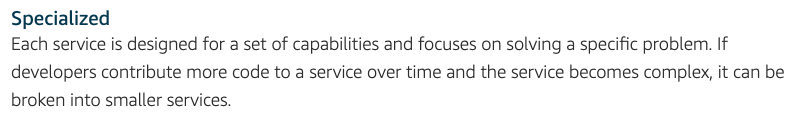 Specialized
Each service is designed for a set of capabilities and focuses on solving a specific problem. If
developers contribute more code to a service over time and the service becomes complex, it can be
broken into smaller services.